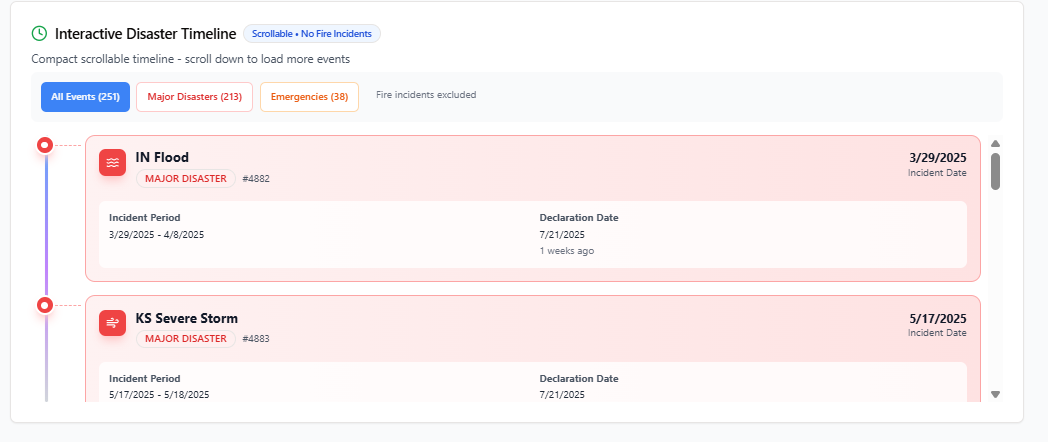 Interactive Disaster Timeline Scrollable • No Fire Incidents
Compact scrollable timeline - scroll down to load more events
All Events (251) Major Disasters (213) Emergencies (38) Fire incidents excluded
IN Flood 3/29/2025
MAJOR DISASTER #4882 Incident Date
Incident Period Declaration Date
3/29/2025 - 4/8/2025 7/21/2025
1 weeks ago
KS Severe Storm 5/17/2025
MAJOR DISASTER #4883 Incident Date
Incident Period Declaration Date
5/17/2025 - 5/18/2025 7/21/2025